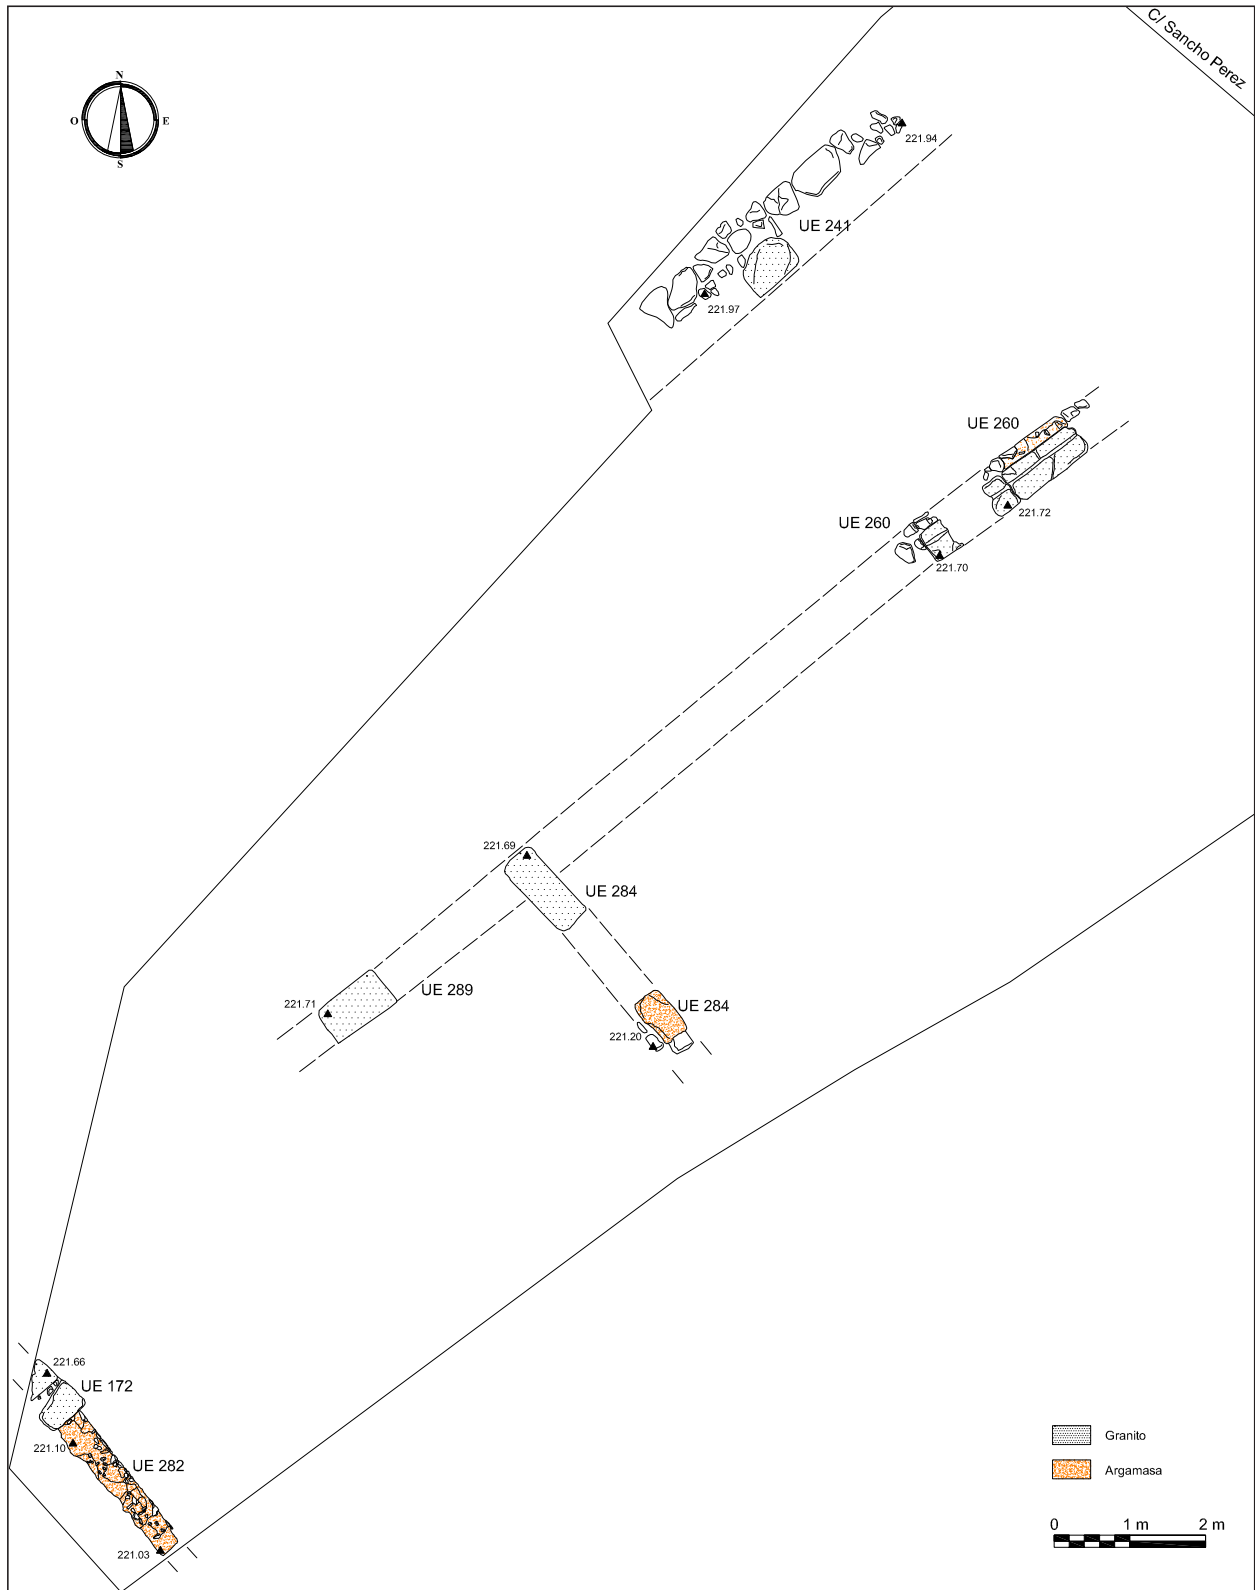 C/ Sancho Perez
N
O
E
S
221.94
UE 241
221.97
UE 260
221.72
UE 260
221.70
221.69
UE 284
UE 289
221.71
UE 284
221.20
221.66
UE 172
221.10
UE 282
221.03
Granito
Argamasa
0 1 m 2 m